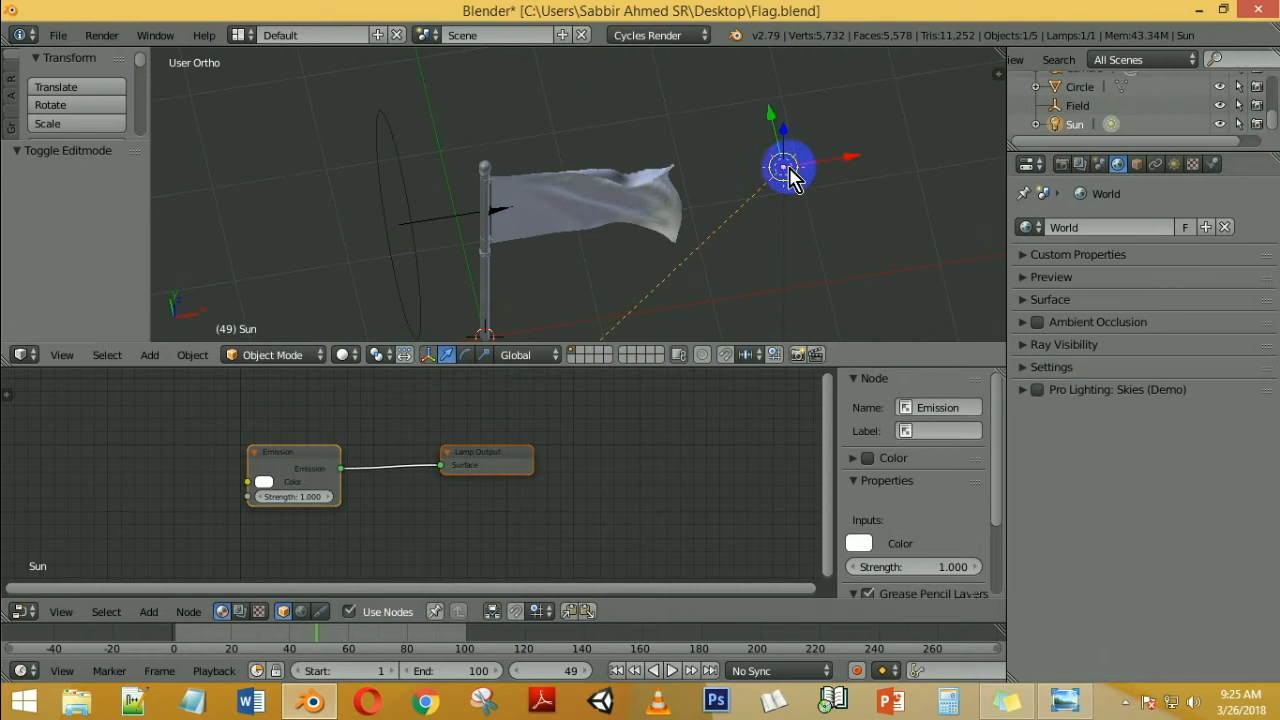 Blender* [C:\Users\Sabbir Ahmed SR\Desktop\Flag.blend]
File Render Window Help Default Scene Cycles Render v2.79 | Verts:5,732 | Faces:5,578 | Tris:11,252 | Objects:1/5 | Lamps:1/1 | Mem:43.34M | Sun
Transform
Translate
Rotate
Scale
Toggle Editmode
R
A
Gr
User Ortho
(49) Sun
View Select Add Object Object Mode Global
iew Search All Scenes
Circle
Field
Sun
World
World F
Custom Properties
Preview
Surface
Ambient Occlusion
Ray Visibility
Settings
Pro Lighting: Skies (Demo)
Emission
Emission
Color
Strength: 1.000
Lamp Output
Surface
Sun
Node
Name: Emission
Label:
Color
Properties
Inputs:
Color
Strength: 1.000
Grease Pencil Layers
View Select Add Node Use Nodes
-40 -20 0 20 40 60 80 100 120 140 160 180 200 220 240 260
View Marker Frame Playback Start: 1 End: 100 49 No Sync
9:25 AM
3/26/2018